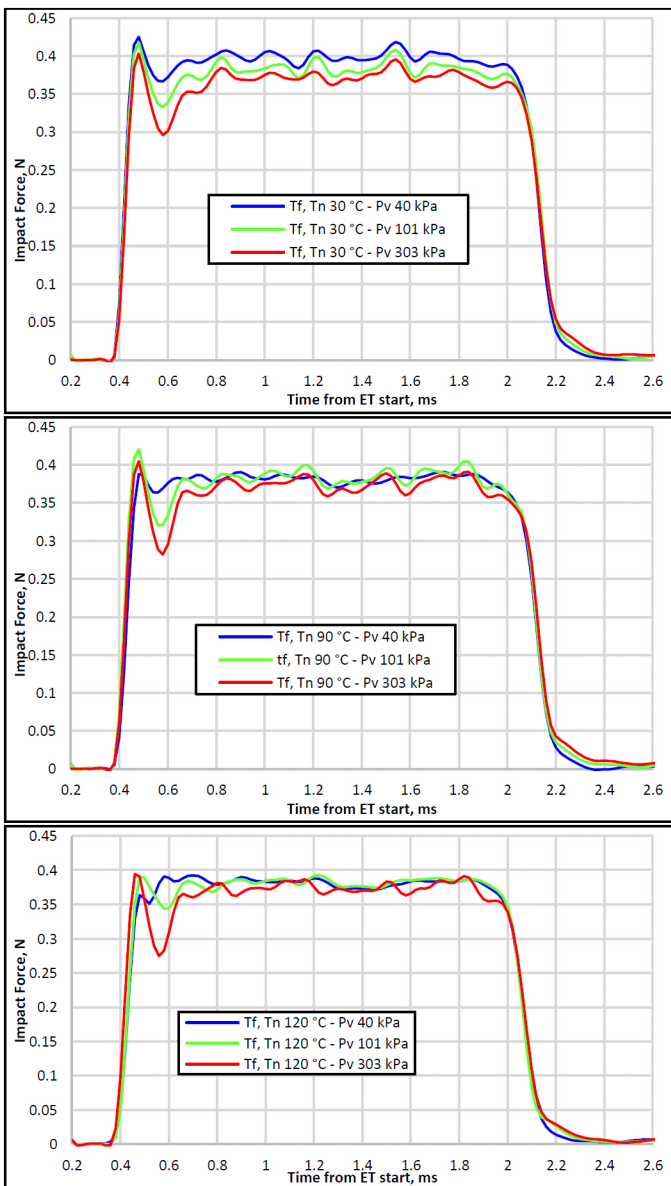 0.45
0.4
0.35
0.3
0.25
0.2
0.15
0.1
0.05
0
Impact Force, N
Tf, Tn 30 °C - Pv 40 kPa
Tf, Tn 30 °C - Pv 101 kPa
Tf, Tn 30 °C - Pv 303 kPa
0.2 0.4 0.6 0.8 1 1.2 1.4 1.6 1.8 2 2.2 2.4 2.6
Time from ET start, ms
0.45
0.4
0.35
0.3
0.25
0.2
0.15
0.1
0.05
0
Impact Force, N
Tf, Tn 90 °C - Pv 40 kPa
tf, Tn 90 °C - Pv 101 kPa
Tf, Tn 90 °C - Pv 303 kPa
0.2 0.4 0.6 0.8 1 1.2 1.4 1.6 1.8 2 2.2 2.4 2.6
Time from ET start, ms
0.45
0.4
0.35
0.3
0.25
0.2
0.15
0.1
0.05
0
Impact Force, N
Tf, Tn 120 °C - Pv 40 kPa
Tf, Tn 120 °C - Pv 101 kPa
Tf, Tn 120 °C - Pv 303 kPa
0.2 0.4 0.6 0.8 1 1.2 1.4 1.6 1.8 2 2.2 2.4 2.6
Time from ET start, ms